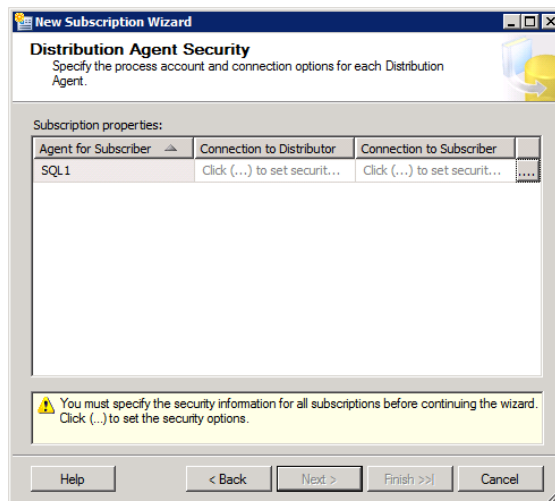 New Subscription Wizard
Distribution Agent Security
Specify the process account and connection options for each Distribution
Agent.
Subscription properties:
Agent for Subscriber Connection to Distributor Connection to Subscriber
SQL1 Click (...) to set securit... Click (...) to set securit... ....
You must specify the security information for all subscriptions before continuing the wizard.
Click (...) to set the security options.
Help < Back Next > Finish >>| Cancel